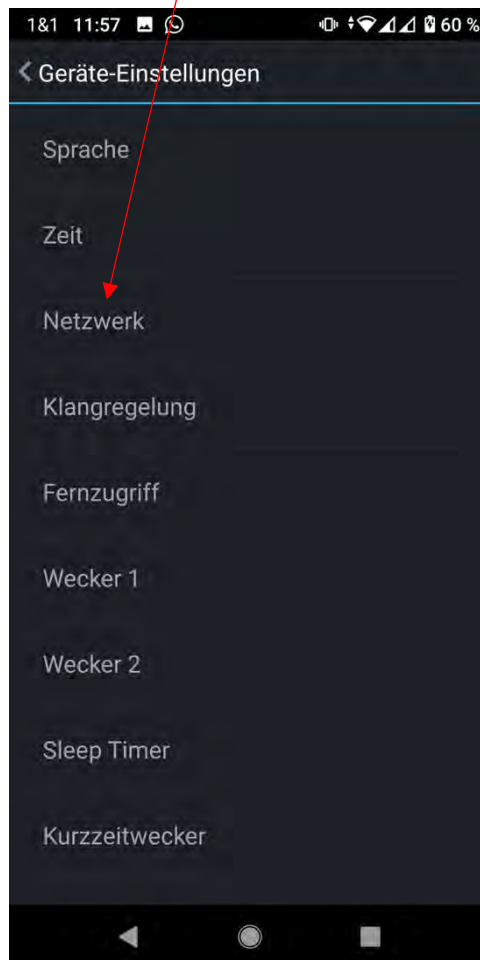 1&1 11:57 60 %
Geräte-Einstellungen
Sprache
Zeit
Netzwerk
Klangregelung
Fernzugriff
Wecker 1
Wecker 2
Sleep Timer
Kurzzeitwecker